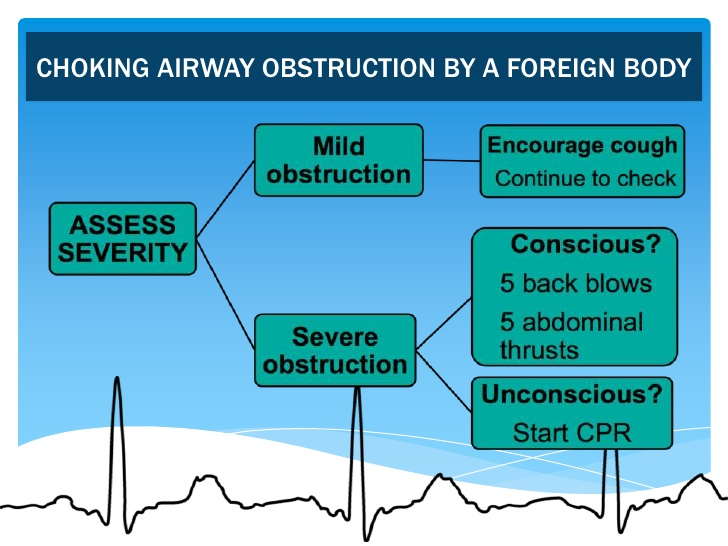 CHOKING AIRWAY OBSTRUCTION BY A FOREIGN BODY
ASSESS
SEVERITY
Mild
obstruction
Encourage cough
Continue to check
Severe
obstruction
Conscious?
5 back blows
5 abdominal
thrusts
Unconscious?
Start CPR